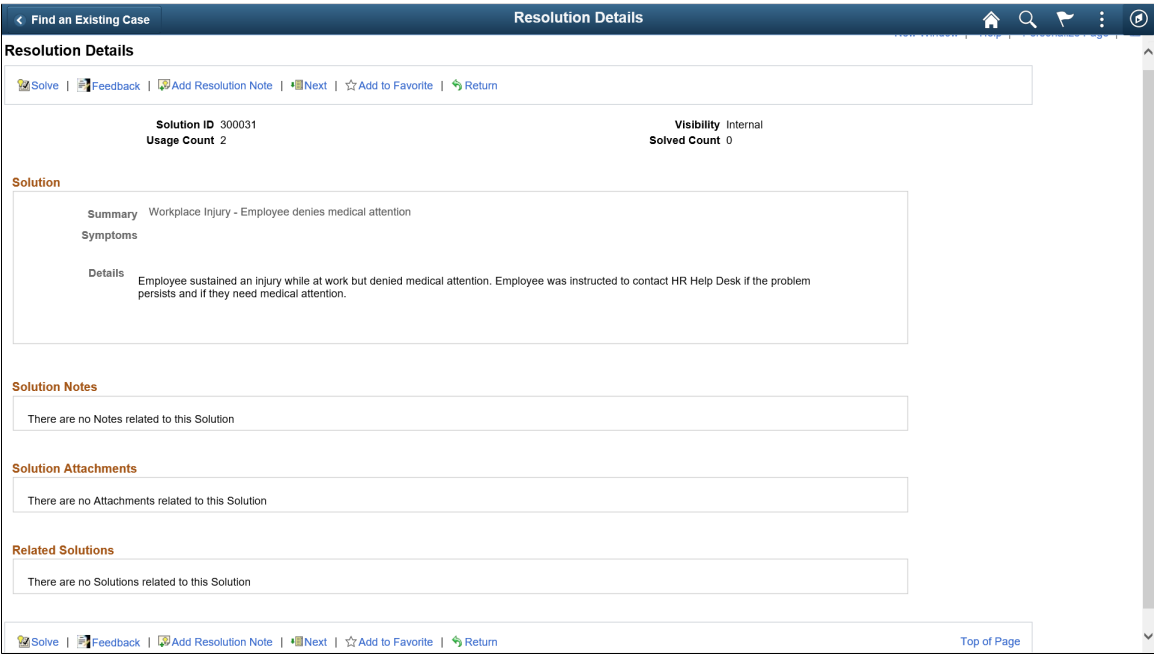 Find an Existing Case
Resolution Details
New Window | Help | Personalize Page |
Resolution Details
Solve | Feedback | Add Resolution Note | Next | Add to Favorite | Return
Solution ID 300031 Visibility Internal
Usage Count 2 Solved Count 0
Solution
Summary Workplace Injury - Employee denies medical attention
Symptoms
Details Employee sustained an injury while at work but denied medical attention. Employee was instructed to contact HR Help Desk if the problem
persists and if they need medical attention.
Solution Notes
There are no Notes related to this Solution
Solution Attachments
There are no Attachments related to this Solution
Related Solutions
There are no Solutions related to this Solution
Solve | Feedback | Add Resolution Note | Next | Add to Favorite | Return Top of Page